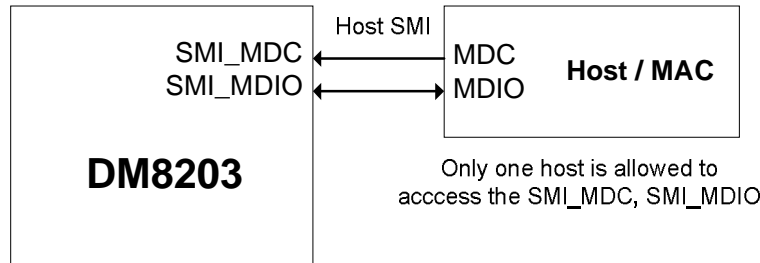 Host SMI
SMI_MDC
MDC
SMI_MDIO
MDIO
Host / MAC
DM8203
Only one host is allowed to
acccess the SMI_MDC, SMI_MDIO